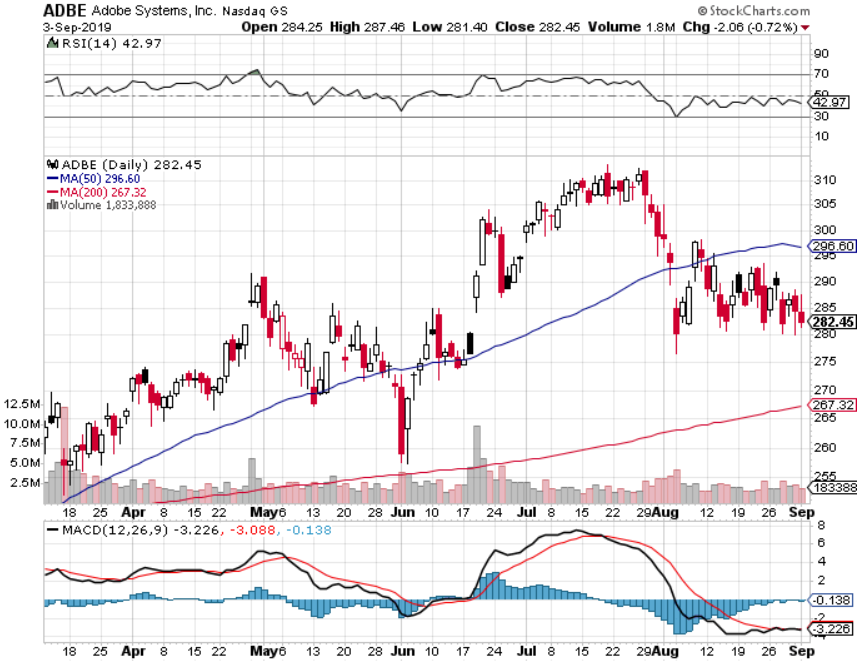 ADBE Adobe Systems, Inc. Nasdaq GS © StockCharts.com
3-Sep-2019 Open 284.25 High 287.46 Low 281.40 Close 282.45 Volume 1.8M Chg -2.06 (-0.72%)
RSI(14) 42.97
90
70
50
42.97
30
10
ADBE (Daily) 282.45
MA(50) 296.60
MA(200) 267.32
Volume 1,833,888
310
305
300
296.60
295
290
285
282.45
280
275
270
267.32
265
260
255
1833888
12.5M
10.0M
7.5M
5.0M
2.5M
18 25 Apr 8 15 22 May 6 13 20 28 Jun 10 17 24 Jul 8 15 22 29 Aug 12 19 26 Sep
MACD(12,26,9) -3.226, -3.088, -0.138
8
6
4
2
-0.138
-3.226
18 25 Apr 8 15 22 May 6 13 20 28 Jun 10 17 24 Jul 8 15 22 29 Aug 12 19 26 Sep